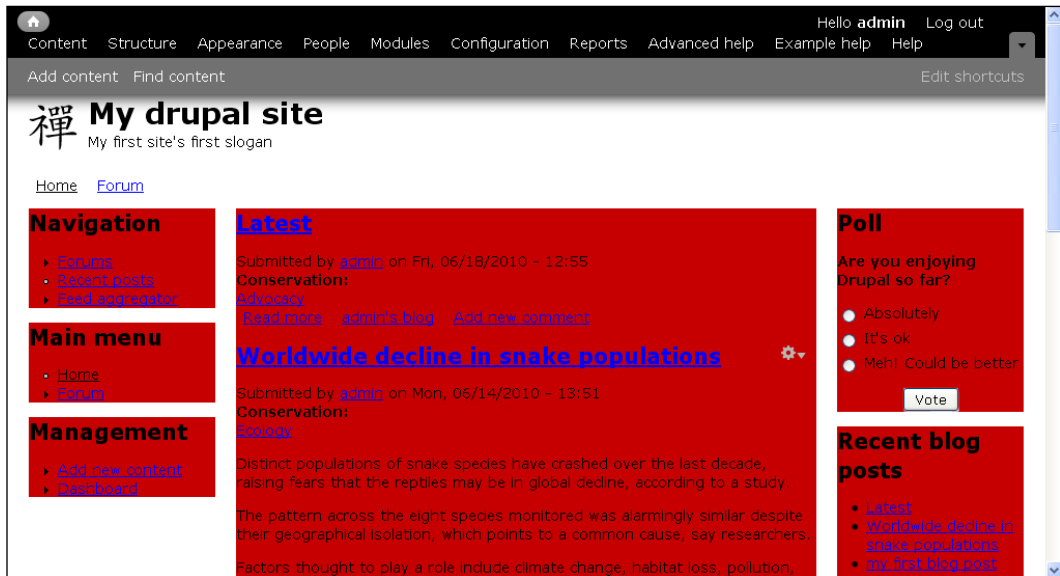 Hello admin Log out
Content Structure Appearance People Modules Configuration Reports Advanced help Example help Help
Add content Find content Edit shortcuts
禪 My drupal site
My first site's first slogan
Home Forum
Navigation
Forums
Recent posts
Feed aggregator
Main menu
Home
Forum
Management
Add new content
Dashboard
Latest
Submitted by admin on Fri, 06/18/2010 - 12:55
Conservation:
Advocacy
Read more admin's blog Add new comment
Worldwide decline in snake populations
Submitted by admin on Mon, 06/14/2010 - 13:51
Conservation:
Ecology
Distinct populations of snake species have crashed over the last decade,
raising fears that the reptiles may be in global decline, according to a study.
The pattern across the eight species monitored was alarmingly similar despite
their geographical isolation, which points to a common cause, say researchers.
Factors thought to play a role include climate change, habitat loss, pollution,
Poll
Are you enjoying
Drupal so far?
Absolutely
It's ok
Meh! Could be better
Vote
Recent blog
posts
Latest
Worldwide decline in
snake populations
my first blog post